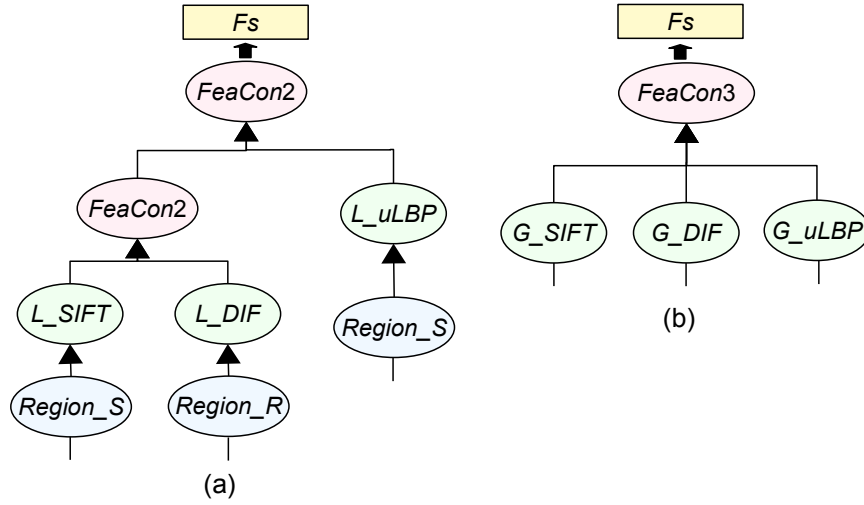 Fs
FeaCon2
FeaCon2
L_uLBP
L_SIFT
L_DIF
Region_S
Region_S
Region_R
(a)
Fs
FeaCon3
G_SIFT
G_DIF
G_uLBP
(b)